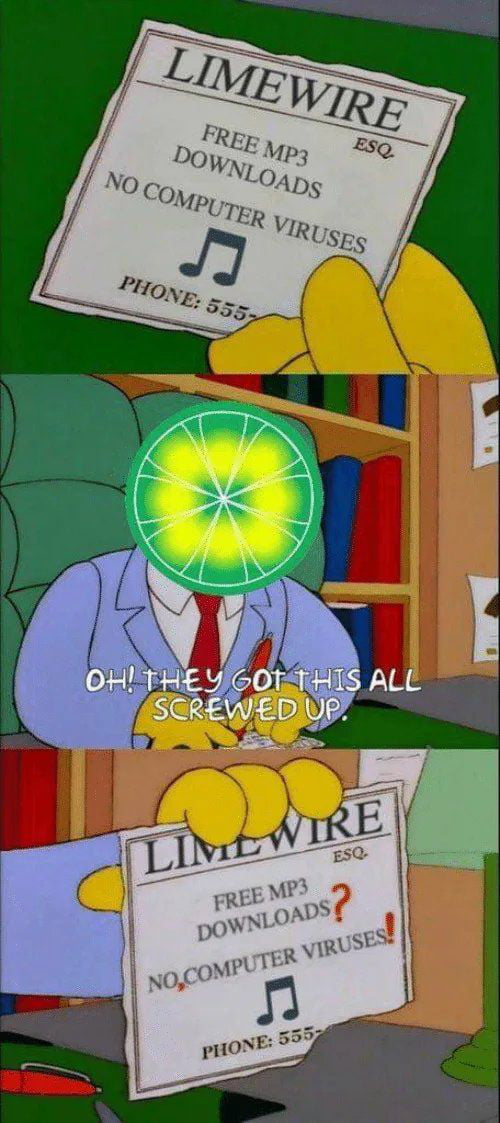 LIMEWIRE
ESQ.
FREE MP3
DOWNLOADS
NO COMPUTER VIRUSES
PHONE: 555-
OH! THEY GOT THIS ALL
SCREWED UP.
LIMEWIRE
ESQ.
FREE MP3
DOWNLOADS?
NO,COMPUTER VIRUSES!
PHONE: 555-